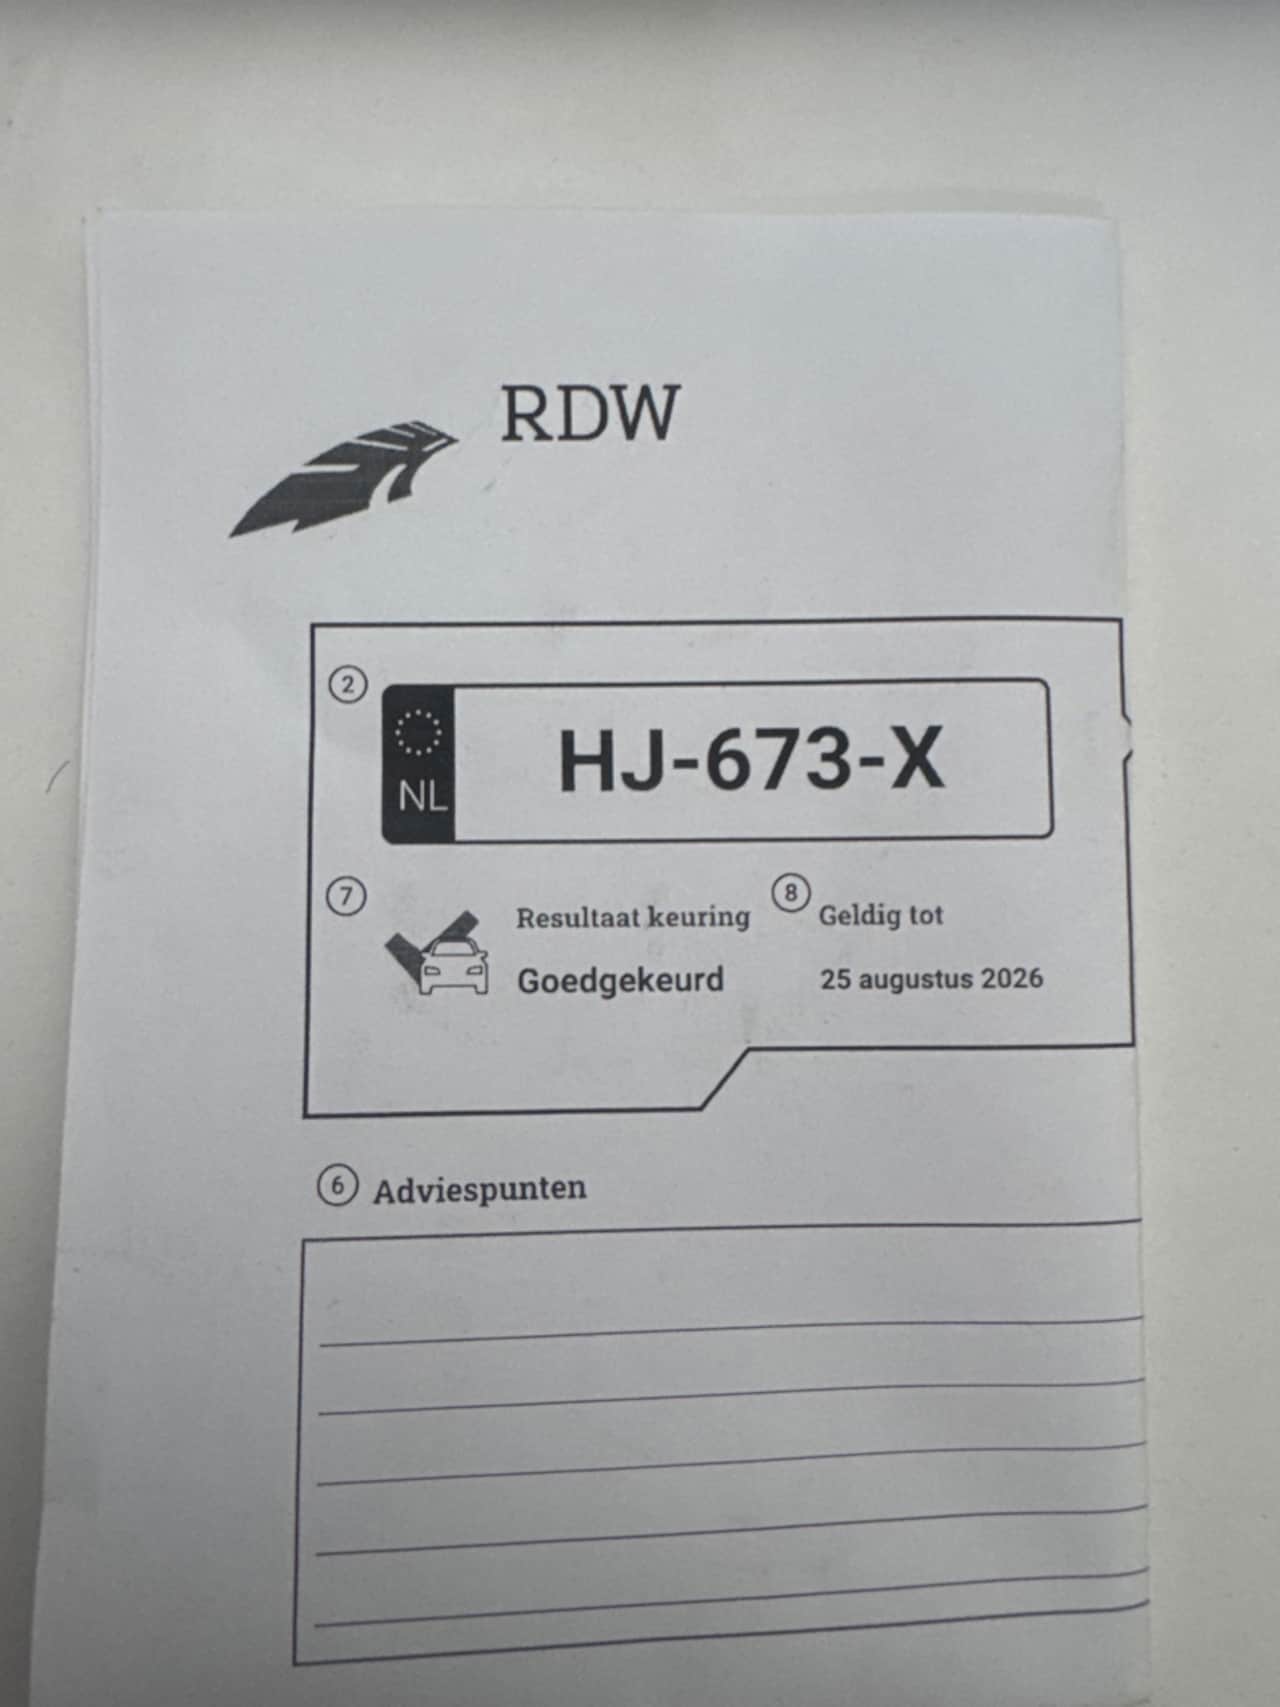 RDW
2
NL
HJ-673-X
7
Resultaat keuring
8
Geldig tot
Goedgekeurd
25 augustus 2026
6 Adviespunten